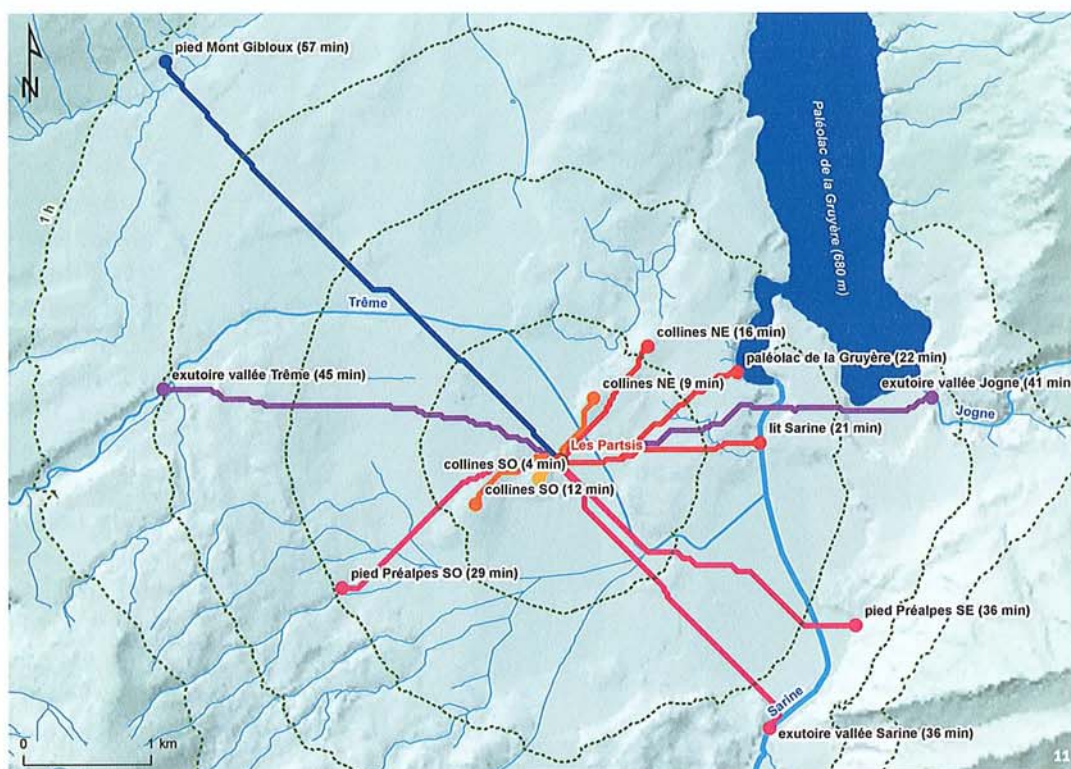 N
pied Mont Gibloux (57 min)
Paléolac de la Gruyère (680 m)
1 h
Trême
collines NE (16 min)
paléolac de la Gruyère (22 min)
exutoire vallée Trême (45 min)
collines NE (9 min)
exutoire vallée Jogne (41 min)
Jogne
lit Sarine (21 min)
Les Partsis
collines SO (4 min)
collines SO (12 min)
pied Préalpes SO (29 min)
pied Préalpes SE (36 min)
Sarine
exutoire vallée Sarine (36 min)
0 1 km
11